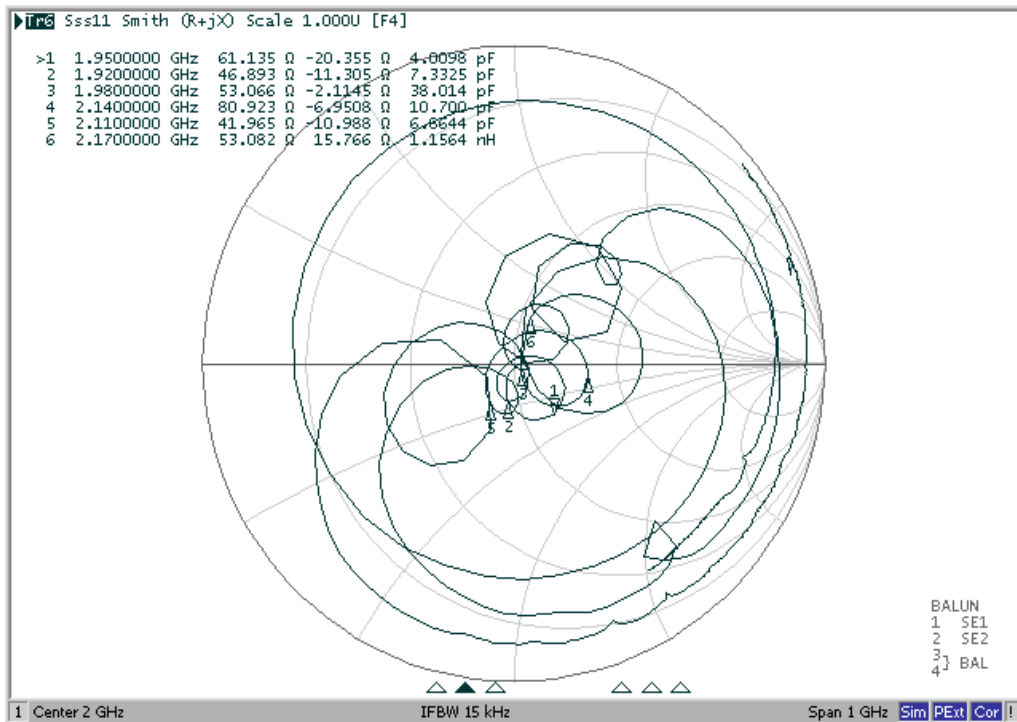 Tr6 Sss11 Smith (R+jX) Scale 1.000U [F4]
>1 1.9500000 GHz 61.135 Ω -20.355 Ω 4.0098 pF
2 1.9200000 GHz 46.893 Ω -11.305 Ω 7.3325 pF
3 1.9800000 GHz 53.066 Ω -2.1145 Ω 38.014 pF
4 2.1400000 GHz 80.923 Ω -6.9508 Ω 10.700 pF
5 2.1100000 GHz 41.965 Ω -10.988 Ω 6.8644 pF
6 2.1700000 GHz 53.082 Ω 15.766 Ω 1.1564 nH
6
3
1
4
5
2
BALUN
1 SE1
2 SE2
3
4} BAL
1 Center 2 GHz IFBW 15 kHz Span 1 GHz Sim PExt Cor !